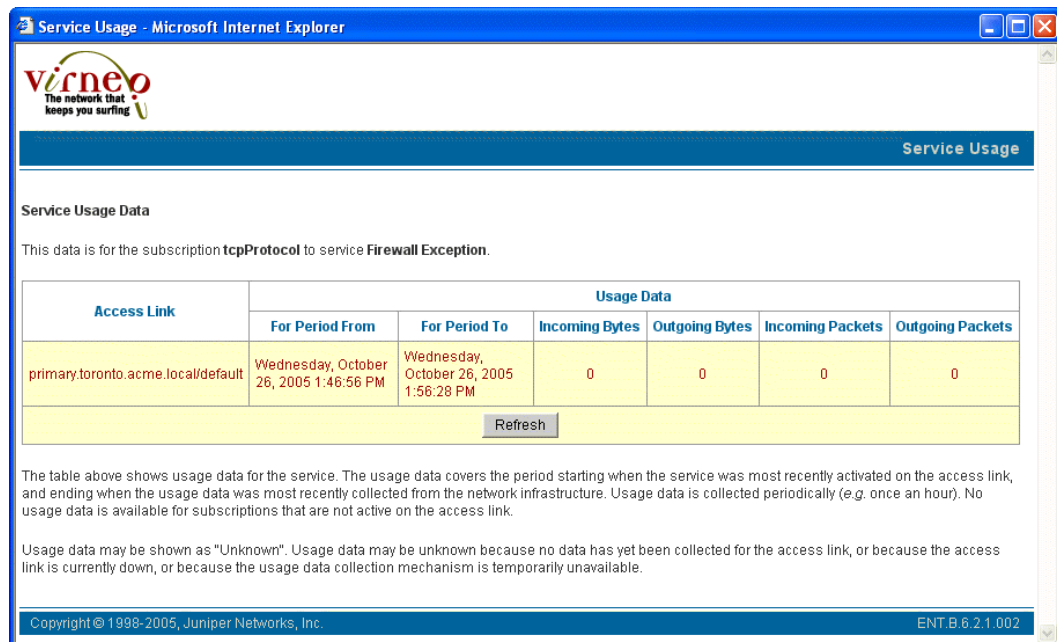 Service Usage - Microsoft Internet Explorer
Virneo
The network that
keeps you surfing
Service Usage
Service Usage Data
This data is for the subscription tcpProtocol to service Firewall Exception.
Access Link
Usage Data
For Period From
For Period To
Incoming Bytes
Outgoing Bytes
Incoming Packets
Outgoing Packets
primary.toronto.acme.local/default
Wednesday, October
26, 2005 1:46:56 PM
Wednesday,
October 26, 2005
1:56:28 PM
0
0
0
0
Refresh
The table above shows usage data for the service. The usage data covers the period starting when the service was most recently activated on the access link,
and ending when the usage data was most recently collected from the network infrastructure. Usage data is collected periodically (e.g. once an hour). No
usage data is available for subscriptions that are not active on the access link.
Usage data may be shown as "Unknown". Usage data may be unknown because no data has yet been collected for the access link, or because the access
link is currently down, or because the usage data collection mechanism is temporarily unavailable.
Copyright © 1998-2005, Juniper Networks, Inc.
ENT.B.6.2.1.002